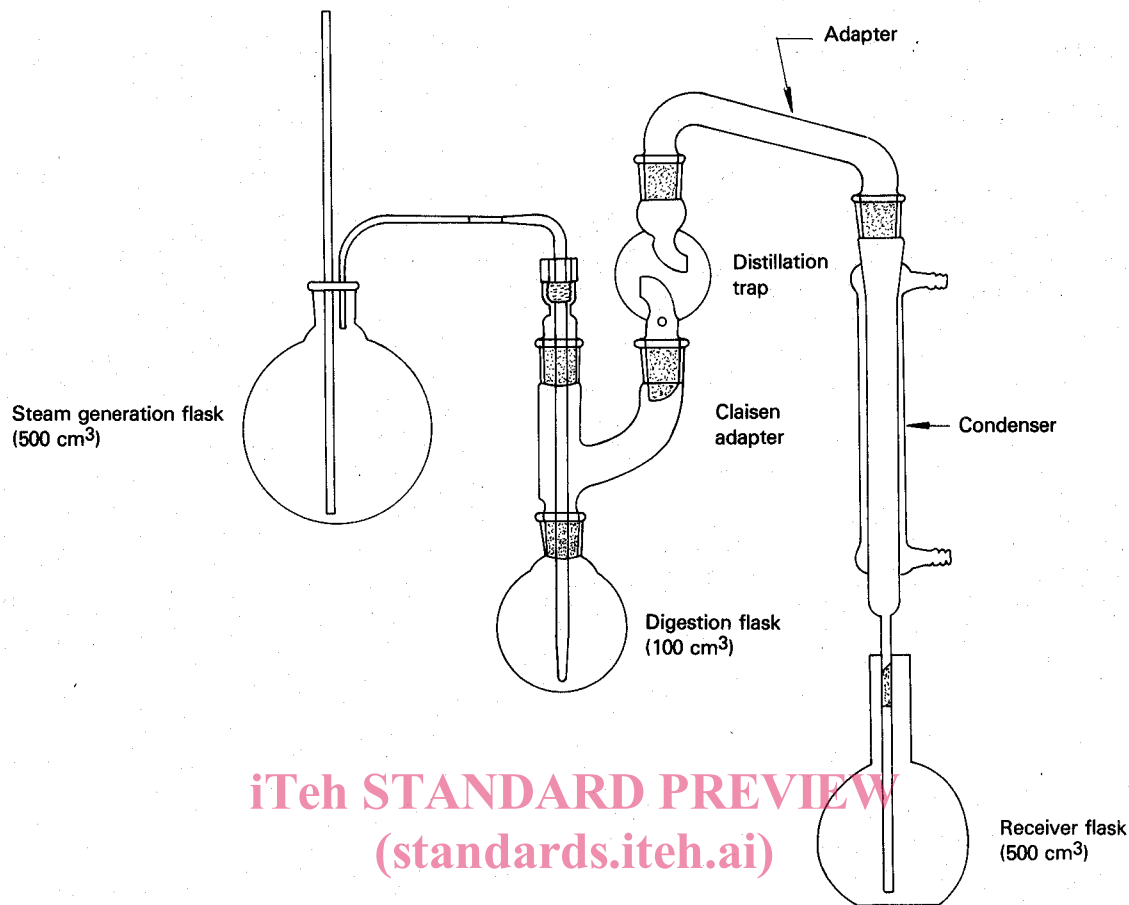 Adapter
Distillation
trap
Steam generation flask
(500 cm³)
Claisen
adapter
Condenser
Digestion flask
(100 cm³)
iTeh STANDARD PREVIEW
(standards.iteh.ai)
Receiver flask
(500 cm³)